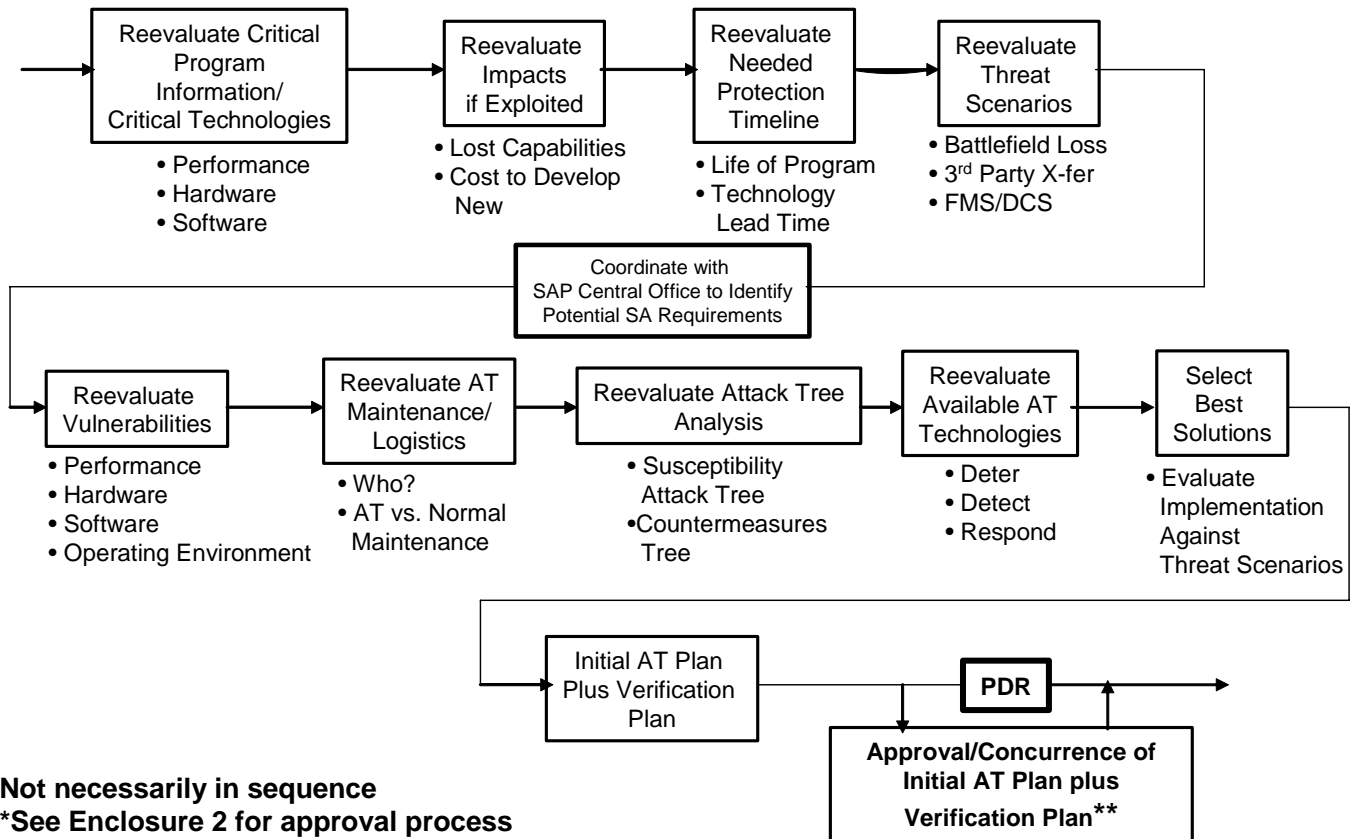 Reevaluate Critical
Program
Information/
Critical Technologies
• Performance
• Hardware
• Software
Reevaluate
Impacts
if Exploited
• Lost Capabilities
• Cost to Develop
New
Reevaluate
Needed
Protection
Timeline
• Life of Program
• Technology
Lead Time
Reevaluate
Threat
Scenarios
• Battlefield Loss
• 3rd Party X-fer
• FMS/DCS
Coordinate with
SAP Central Office to Identify
Potential SA Requirements
Reevaluate
Vulnerabilities
• Performance
• Hardware
• Software
• Operating Environment
Reevaluate AT
Maintenance/
Logistics
• Who?
• AT vs. Normal
Maintenance
Reevaluate Attack Tree
Analysis
• Susceptibility
Attack Tree
•Countermeasures
Tree
Reevaluate
Available AT
Technologies
• Deter
• Detect
• Respond
Select
Best
Solutions
• Evaluate
Implementation
Against
Threat Scenarios
Initial AT Plan
Plus Verification
Plan
PDR
Approval/Concurrence of
Initial AT Plan plus
Verification Plan**
Not necessarily in sequence
*See Enclosure 2 for approval process